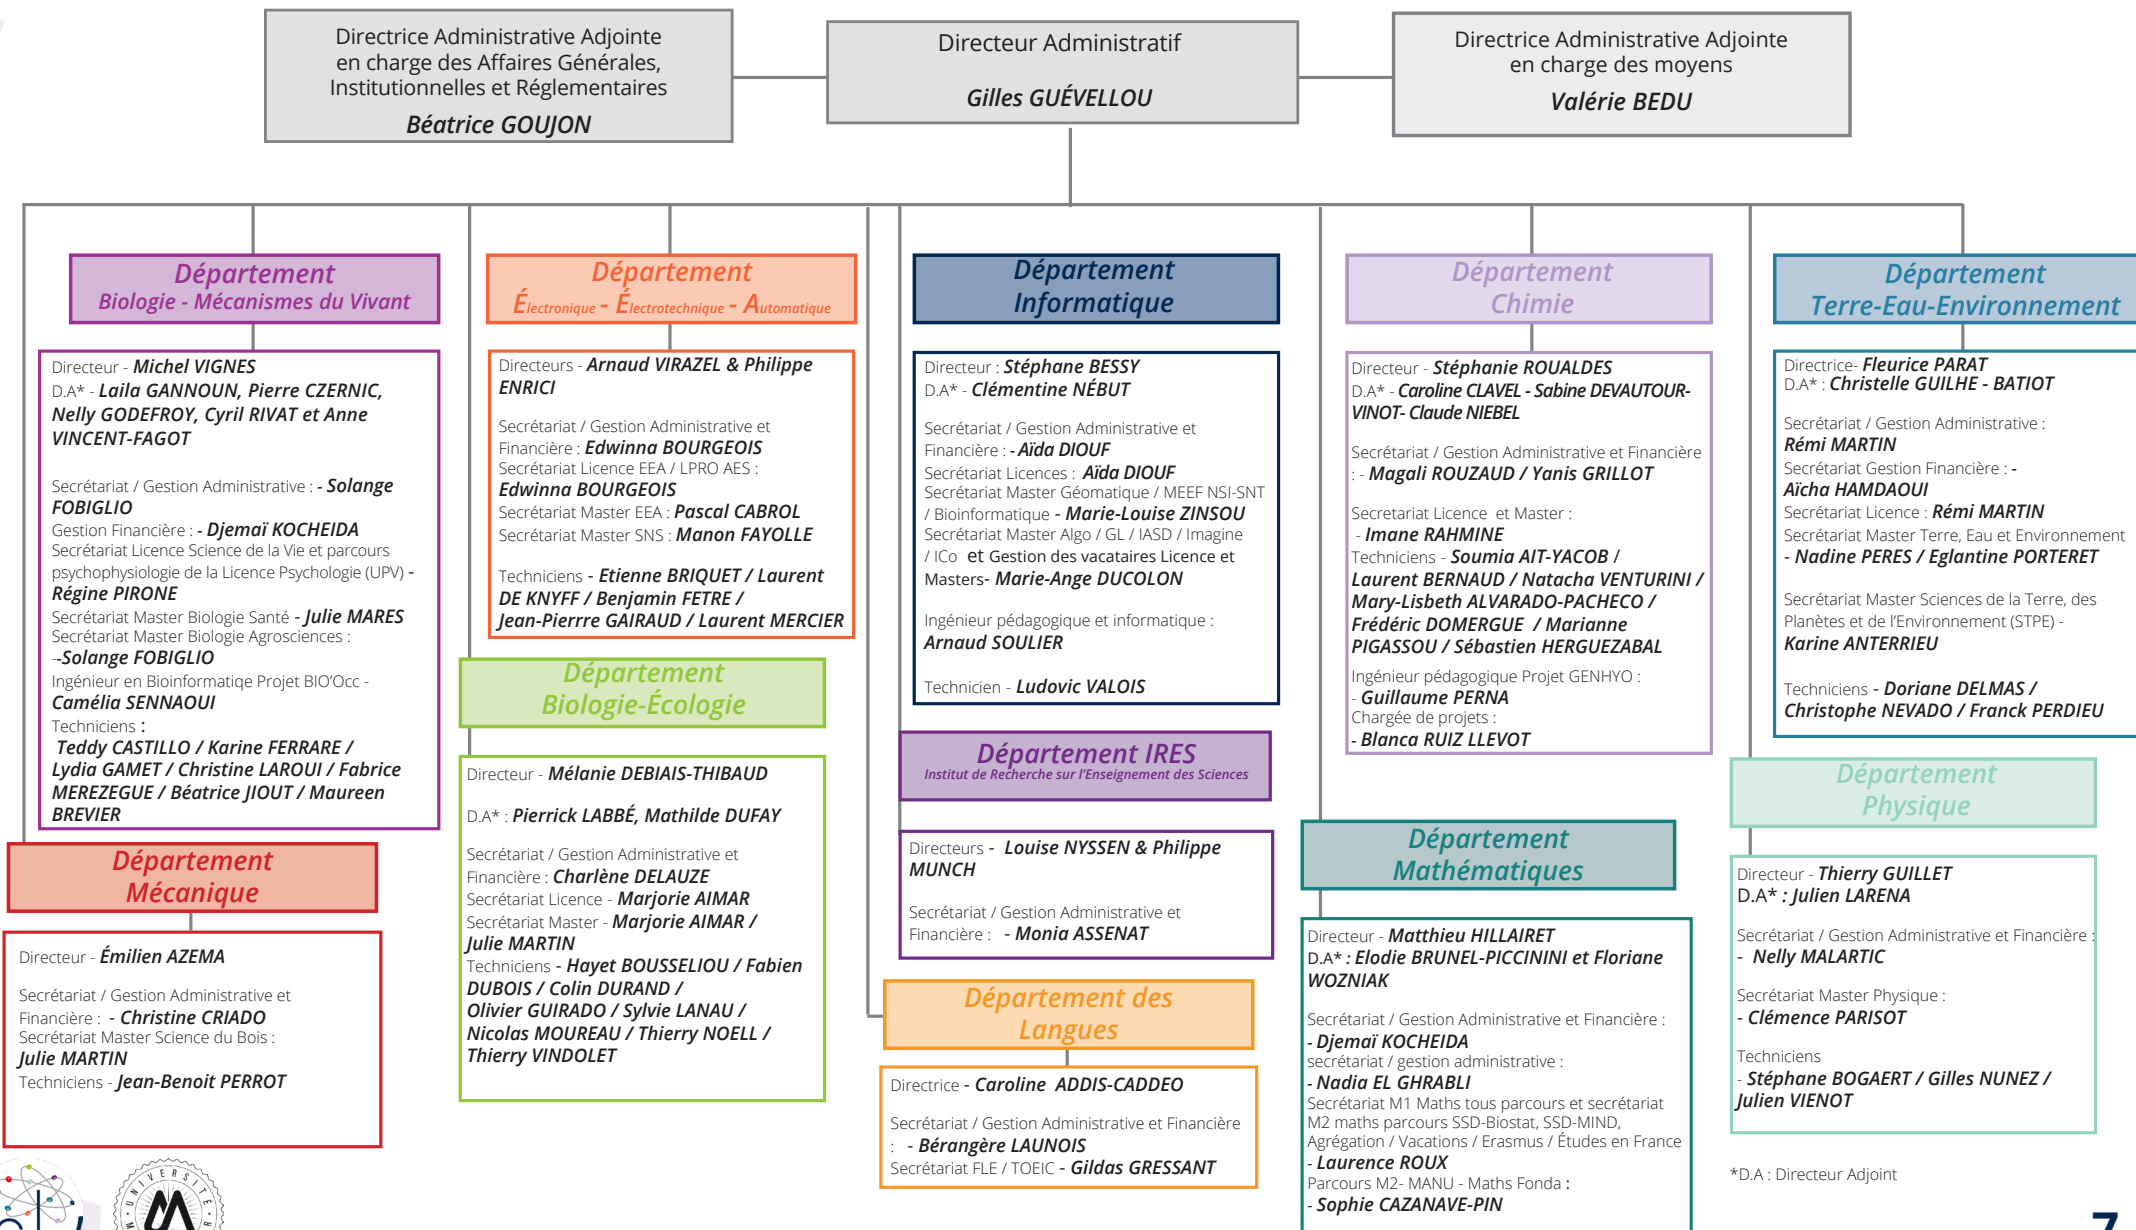 Directrice Administrative Adjointe
en charge des Affaires Générales,
Institutionnelles et Réglementaires
Béatrice GOUJON
Directeur Administratif
Gilles GUÉVELLOU
Directrice Administrative Adjointe
en charge des moyens
Valérie BEDU
Département
Biologie - Mécanismes du Vivant
Directeur - Michel VIGNES
D.A* - Laila GANNOUN, Pierre CZERNIC,
Nelly GODEFROY, Cyril RIVAT et Anne
VINCENT-FAGOT
Secrétariat / Gestion Administrative : - Solange
FOBIGLIO
Gestion Financière : - Djemaï KOCHEIDA
Secrétariat Licence Science de la Vie et parcours
psychophysiologie de la Licence Psychologie (UPV) -
Régine PIRONE
Secrétariat Master Biologie Santé - Julie MARES
Secrétariat Master Biologie Agrosciences :
--Solange FOBIGLIO
Ingénieur en Bioinformatiqe Projet BIO'Occ -
Camélia SENNAOUI
Techniciens :
Teddy CASTILLO / Karine FERRARE /
Lydia GAMET / Christine LAROUI / Fabrice
MEREZEGUE / Béatrice JIOUT / Maureen
BREVIER
Département
Mécanique
Directeur - Émilien AZEMA
Secrétariat / Gestion Administrative et
Financière : - Christine CRIADO
Secrétariat Master Science du Bois :
Julie MARTIN
Techniciens - Jean-Benoit PERROT
Département
Électronique - Électrotechnique - Automatique
Directeurs - Arnaud VIRAZEL & Philippe
ENRICI
Secrétariat / Gestion Administrative et
Financière : Edwinna BOURGEOIS
Secrétariat Licence EEA / LPRO AES :
Edwinna BOURGEOIS
Secrétariat Master EEA : Pascal CABROL
Secrétariat Master SNS : Manon FAYOLLE
Techniciens - Etienne BRIQUET / Laurent
DE KNYFF / Benjamin FETRE /
Jean-Pierrre GAIRAUD / Laurent MERCIER
Département
Biologie-Écologie
Directeur - Mélanie DEBIAIS-THIBAUD
D.A* : Pierrick LABBÉ, Mathilde DUFAY
Secrétariat / Gestion Administrative et
Financière : Charlène DELAUZE
Secrétariat Licence - Marjorie AIMAR
Secrétariat Master - Marjorie AIMAR /
Julie MARTIN
Techniciens - Hayet BOUSSELIOU / Fabien
DUBOIS / Colin DURAND /
Olivier GUIRADO / Sylvie LANAU /
Nicolas MOUREAU / Thierry NOELL /
Thierry VINDOLET
Département
Informatique
Directeur : Stéphane BESSY
D.A* - Clémentine NÉBUT
Secrétariat / Gestion Administrative et
Financière : - Aïda DIOUF
Secrétariat Licences : Aïda DIOUF
Secrétariat Master Géomatique / MEEF NSI-SNT
/ Bioinformatique - Marie-Louise ZINSOU
Secrétariat Master Algo / GL / IASD / Imagine
/ ICo et Gestion des vacataires Licence et
Masters- Marie-Ange DUCOLON
Ingénieur pédagogique et informatique :
Arnaud SOULIER
Technicien - Ludovic VALOIS
Département IRES
Institut de Recherche sur l'Enseignement des Sciences
Directeurs - Louise NYSSEN & Philippe
MUNCH
Secrétariat / Gestion Administrative et
Financière : - Monia ASSENAT
Département des
Langues
Directrice - Caroline ADDIS-CADDEO
Secrétariat / Gestion Administrative et Financière
: - Bérangère LAUNOIS
Secrétariat FLE / TOEIC - Gildas GRESSANT
Département
Chimie
Directeur - Stéphanie ROUALDES
D.A* - Caroline CLAVEL - Sabine DEVAUTOUR-
VINOT- Claude NIEBEL
Secrétariat / Gestion Administrative et Financière
: - Magali ROUZAUD / Yanis GRILLOT
Secretariat Licence et Master :
- Imane RAHMINE
Techniciens - Soumia AIT-YACOB /
Laurent BERNAUD / Natacha VENTURINI /
Mary-Lisbeth ALVARADO-PACHECO /
Frédéric DOMERGUE / Marianne
PIGASSOU / Sébastien HERGUEZABAL
Ingénieur pédagogique Projet GENHYO :
- Guillaume PERNA
Chargée de projets :
- Blanca RUIZ LLEVOT
Département
Mathématiques
Directeur - Matthieu HILLAIRET
D.A* : Elodie BRUNEL-PICCININI et Floriane
WOZNIAK
Secrétariat / Gestion Administrative et Financière :
- Djemaï KOCHEIDA
secrétariat / gestion administrative :
- Nadia EL GHRABLI
Secrétariat M1 Maths tous parcours et secrétariat
M2 maths parcours SSD-Biostat, SSD-MIND,
Agrégation / Vacations / Erasmus / Études en France
- Laurence ROUX
Parcours M2- MANU - Maths Fonda :
- Sophie CAZANAVE-PIN
Département
Terre-Eau-Environnement
Directrice- Fleurice PARAT
D.A* : Christelle GUILHE - BATIOT
Secrétariat / Gestion Administrative :
Rémi MARTIN
Secrétariat Gestion Financière : -
Aïcha HAMDAOUI
Secrétariat Licence : Rémi MARTIN
Secrétariat Master Terre, Eau et Environnement
- Nadine PERES / Eglantine PORTERET
Secrétariat Master Sciences de la Terre, des
Planètes et de l'Environnement (STPE) -
Karine ANTERRIEU
Techniciens - Doriane DELMAS /
Christophe NEVADO / Franck PERDIEU
Département
Physique
Directeur - Thierry GUILLET
D.A* : Julien LARENA
Secrétariat / Gestion Administrative et Financière :
- Nelly MALARTIC
Secrétariat Master Physique :
- Clémence PARISOT
Techniciens
- Stéphane BOGAERT / Gilles NUNEZ /
Julien VIENOT
*D.A : Directeur Adjoint
UNIVERSITÉ
7